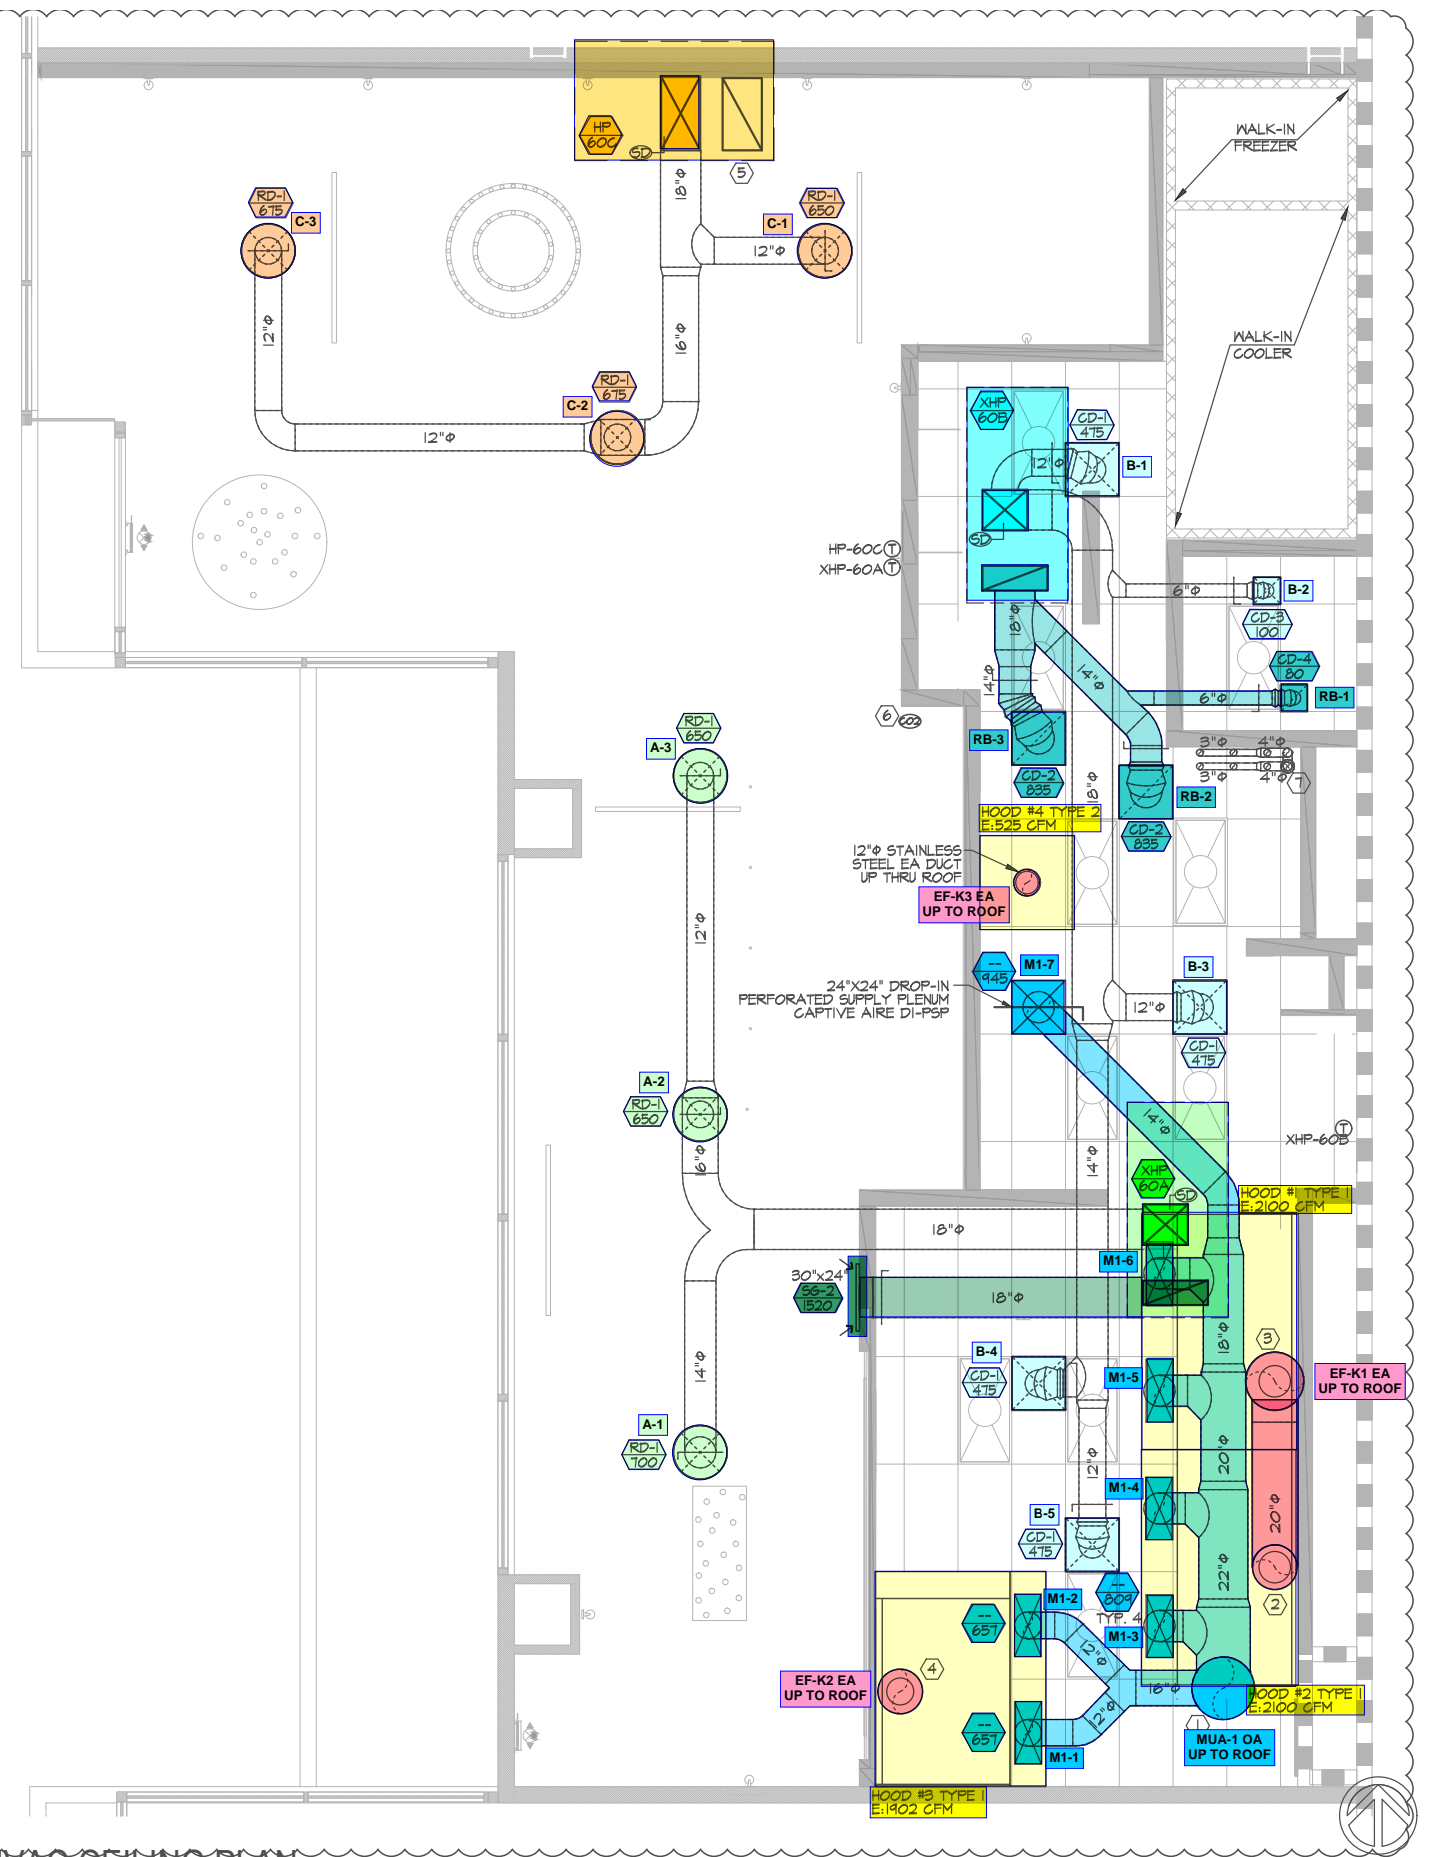 HP
60C
SD
5
18"Φ
WALK-IN
FREEZER
RD-1
675
C-3
C-1
RD-1
650
12"Φ
12"Φ
16"Φ
WALK-IN
COOLER
RD-1
675
C-2
12"Φ
XHP
60B
CD-1
475
12"Φ
B-1
SD
HP-60C T
XHP-60A T
6"Φ
B-2
CD-3
100
18"Φ
14"Φ
14"Φ
CD-4
80
6"Φ
RB-1
6
CO2
RD-1
650
A-3
RB-3
CD-2
835
18"Φ
3"Φ
4"Φ
3"Φ
4"Φ
7
RB-2
CD-2
835
HOOD #4 TYPE 2
E:525 CFM
12"Φ STAINLESS
STEEL EA DUCT
UP THRU ROOF
EF-K3 EA
UP TO ROOF
12"Φ
--
945
M1-7
B-3
24"X24" DROP-IN
PERFORATED SUPPLY PLENUM
CAPTIVE AIRE DI-PSP
12"Φ
CD-1
475
A-2
RD-1
650
14"Φ
XHP-60B
T
16"Φ
14"Φ
XHP
60A
SD
HOOD #1 TYPE 1
E:2100 CFM
18"Φ
M1-6
30"x24"
SG-2
1520
18"Φ
18"Φ
3
B-4
CD-1
475
M1-5
EF-K1 EA
UP TO ROOF
14"Φ
A-1
RD-1
700
12"Φ
20"Φ
M1-4
20"Φ
B-5
CD-1
475
22"Φ
--
809
TYP. 4
M1-2
--
657
M1-3
2
12"Φ
EF-K2 EA
UP TO ROOF
4
16"Φ
HOOD #2 TYPE 1
E:2100 CFM
--
657
12"Φ
1
M1-1
MUA-1 OA
UP TO ROOF
HOOD #3 TYPE 1
E:1902 CFM
CEILING PLAN